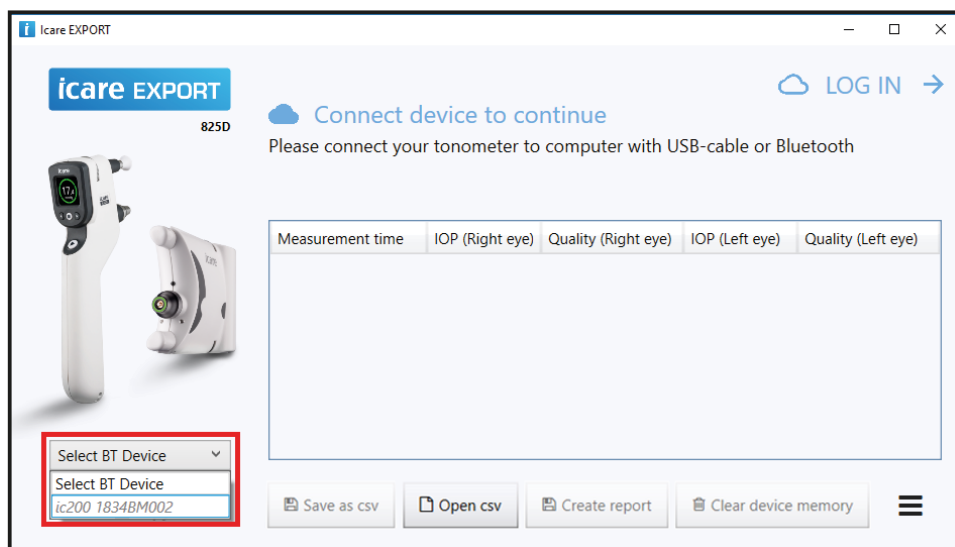 Icare EXPORT
icare EXPORT
825D
LOG IN
Connect device to continue
Please connect your tonometer to computer with USB-cable or Bluetooth
Measurement time IOP (Right eye) Quality (Right eye) IOP (Left eye) Quality (Left eye)
Select BT Device
Select BT Device
ic200 1834BM002
Save as csv Open csv Create report Clear device memory